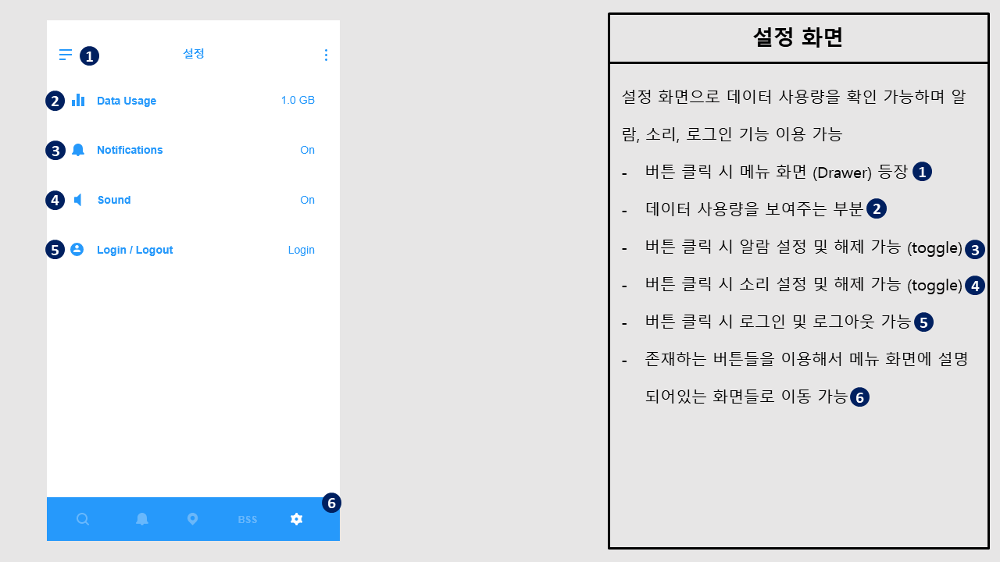 1
설정
2
Data Usage
1.0 GB
3
Notifications
On
4
Sound
On
5
Login / Logout
Login
6
BSS
설정 화면
설정 화면으로 데이터 사용량을 확인 가능하며 알
람, 소리, 로그인 기능 이용 가능
- 버튼 클릭 시 메뉴 화면 (Drawer) 등장 1
- 데이터 사용량을 보여주는 부분 2
- 버튼 클릭 시 알람 설정 및 해제 가능 (toggle) 3
- 버튼 클릭 시 소리 설정 및 해제 가능 (toggle) 4
- 버튼 클릭 시 로그인 및 로그아웃 가능 5
- 존재하는 버튼들을 이용해서 메뉴 화면에 설명
되어있는 화면들로 이동 가능 6